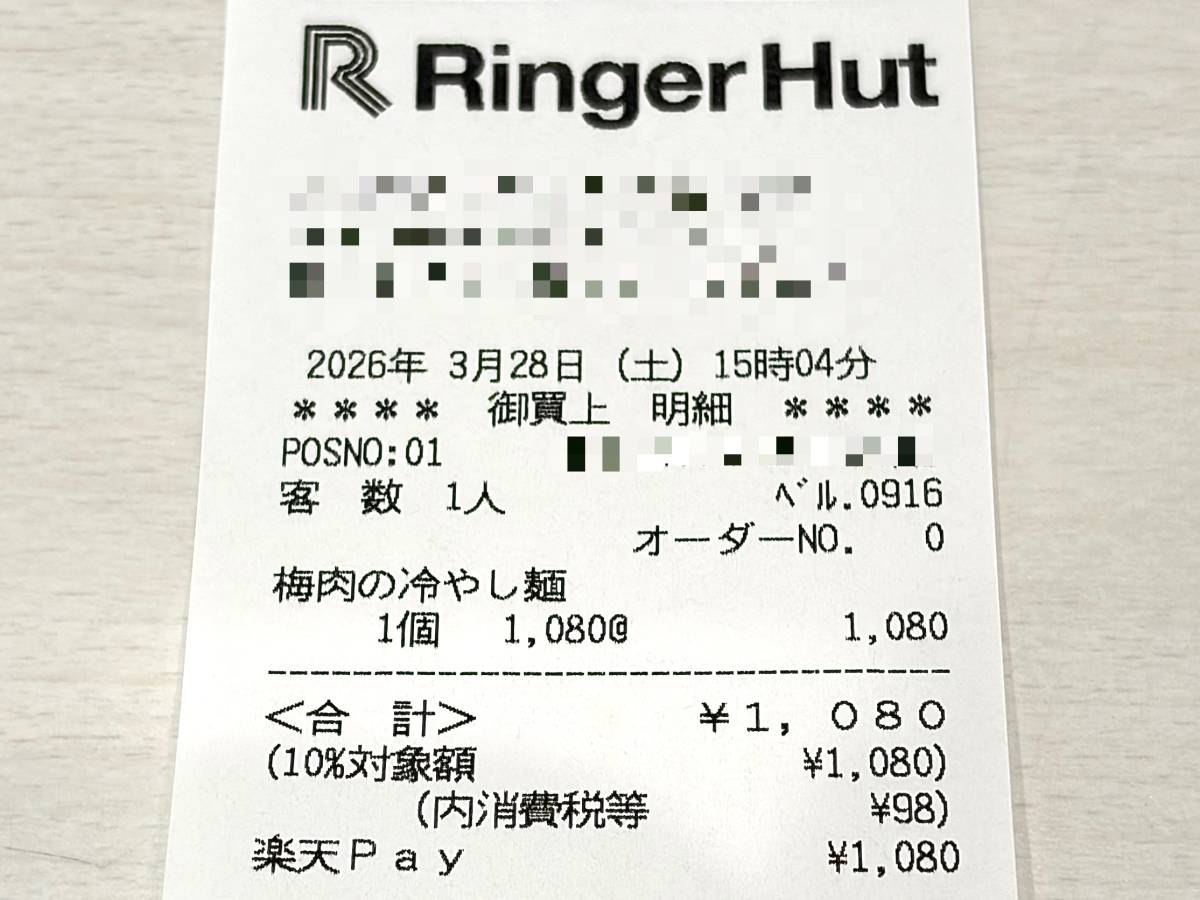 R RingerHut
2026年 3月28日 (土) 15時04分
＊＊＊＊ 御買上 明細 ＊＊＊＊
POSNO:01
客 数 1人 ﾍﾞﾙ.0916
オーダーNO. 0
梅肉の冷やし麺
1個 1,080@ 1,080
--------------------------------
＜合 計＞ ￥１，０８０
(10%対象額 ¥1,080)
(内消費税等 ¥98)
楽天Ｐａｙ ¥1,080